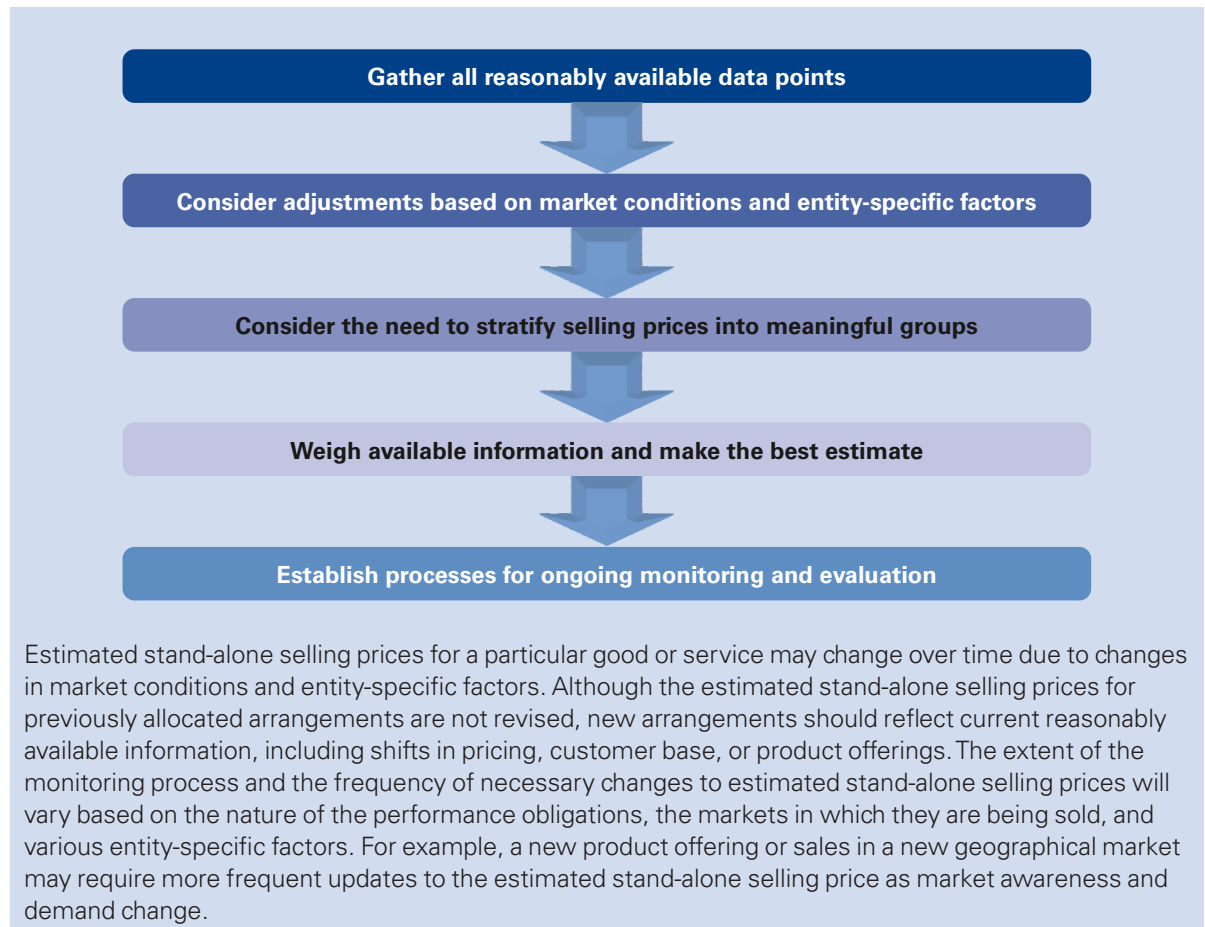 Gather all reasonably available data points
Consider adjustments based on market conditions and entity-specific factors
Consider the need to stratify selling prices into meaningful groups
Weigh available information and make the best estimate
Establish processes for ongoing monitoring and evaluation
Estimated stand-alone selling prices for a particular good or service may change over time due to changes
in market conditions and entity-specific factors. Although the estimated stand-alone selling prices for
previously allocated arrangements are not revised, new arrangements should reflect current reasonably
available information, including shifts in pricing, customer base, or product offerings. The extent of the
monitoring process and the frequency of necessary changes to estimated stand-alone selling prices will
vary based on the nature of the performance obligations, the markets in which they are being sold, and
various entity-specific factors. For example, a new product offering or sales in a new geographical market
may require more frequent updates to the estimated stand-alone selling price as market awareness and
demand change.